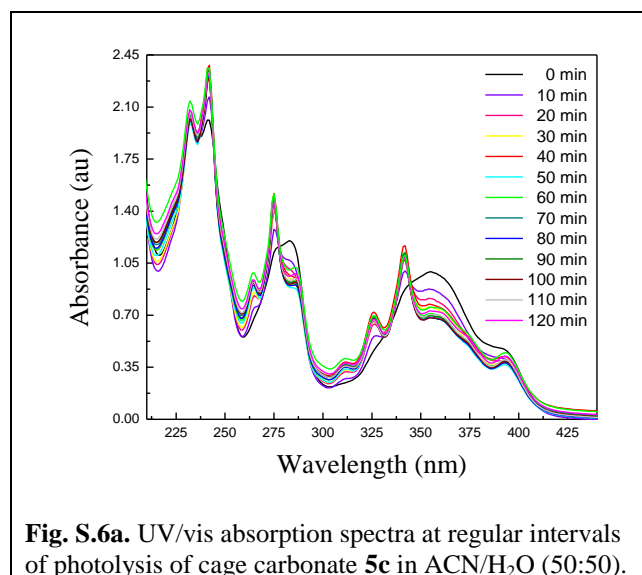 2.45
2.10
1.75
1.40
1.05
0.35
0.00
Absorbance (au)
225 250 275 300 325 350 375 400 425
Wavelength (nm)
0 min
10 min
20 min
30 min
40 min
50 min
60 min
70 min
80 min
90 min
100 min
110 min
120 min
Fig. S.6a. UV/vis absorption spectra at regular intervals
of photolysis of cage carbonate 5c in ACN/H₂O (50:50).